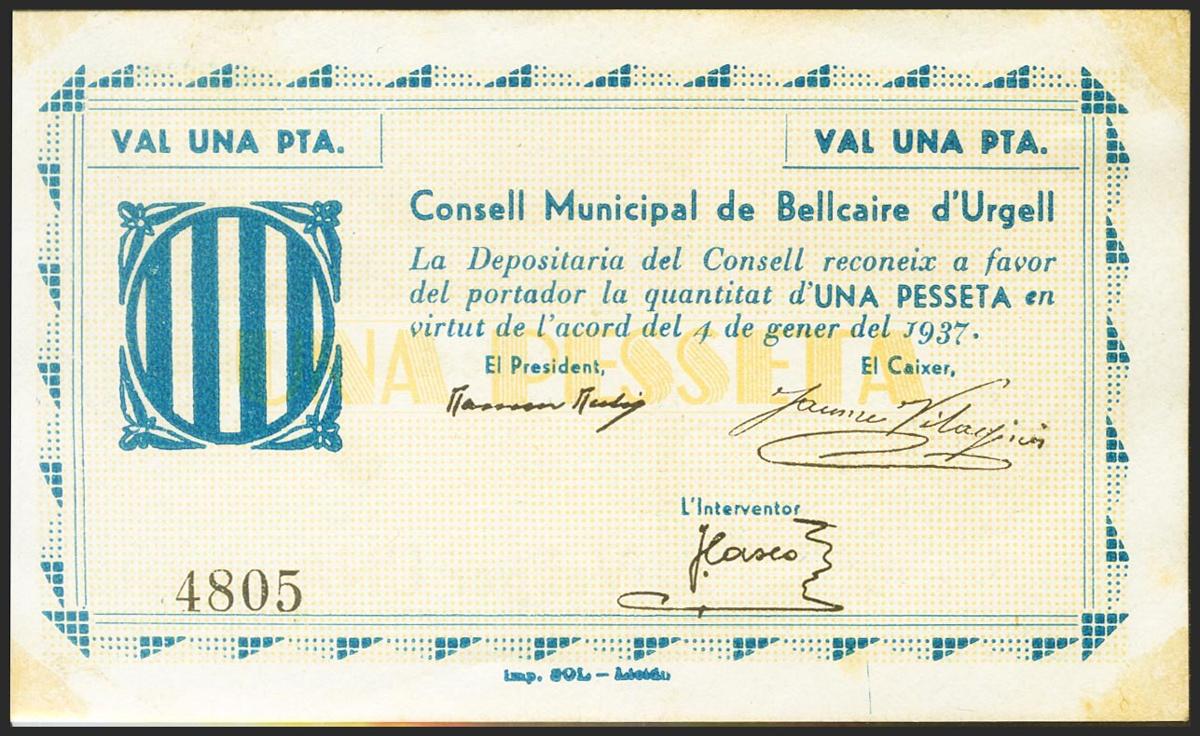 VAL UNA PTA.
VAL UNA PTA.
Consell Municipal de Bellcaire d'Urgell
La Depositaria del Consell reconeix a favor
del portador la quantitat d'UNA PESSETA en
virtut de l'acord del 4 de gener del 1937.
UNA PESSETA
El President,
El Caixer,
Jaume
L'Interventor
4805
Imp. SOL – Lleida